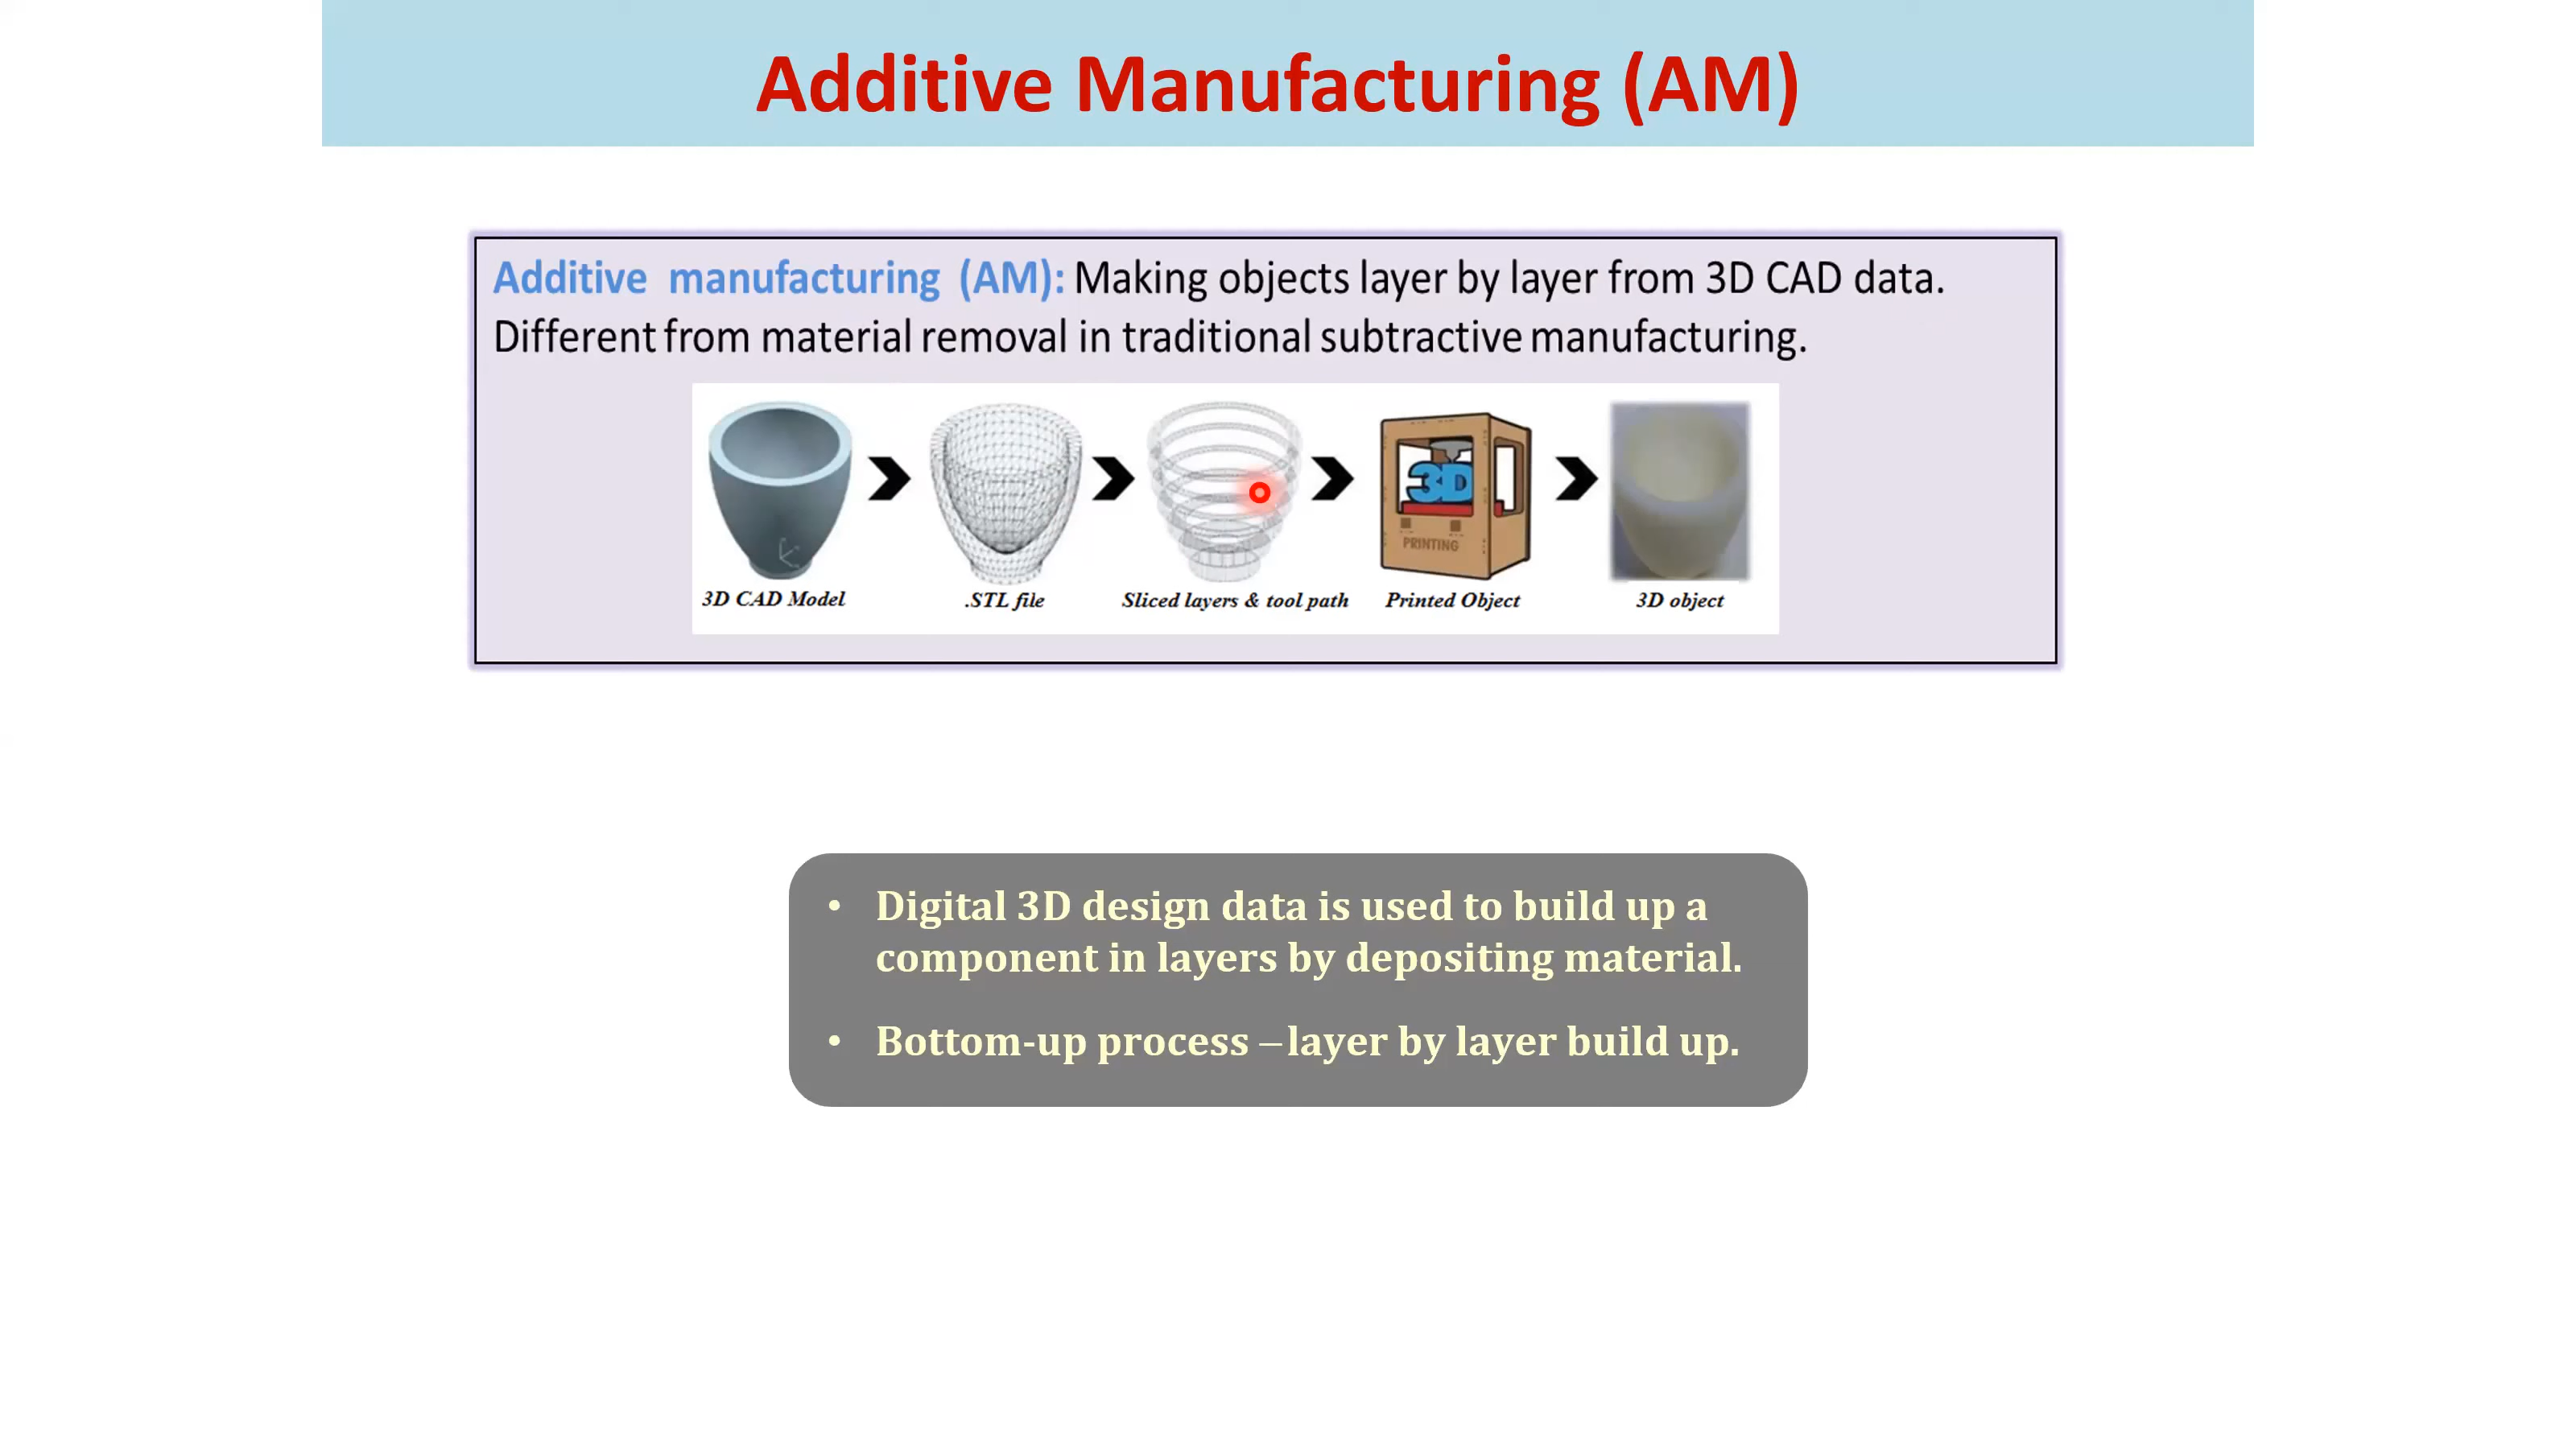 Additive Manufacturing (AM)
Additive manufacturing (AM): Making objects layer by layer from 3D CAD data.
Different from material removal in traditional subtractive manufacturing.
3D
PRINTING
3D CAD Model
.STL file
Sliced layers & tool path
Printed Object
3D object
• Digital 3D design data is used to build up a
component in layers by depositing material.
• Bottom-up process – layer by layer build up.